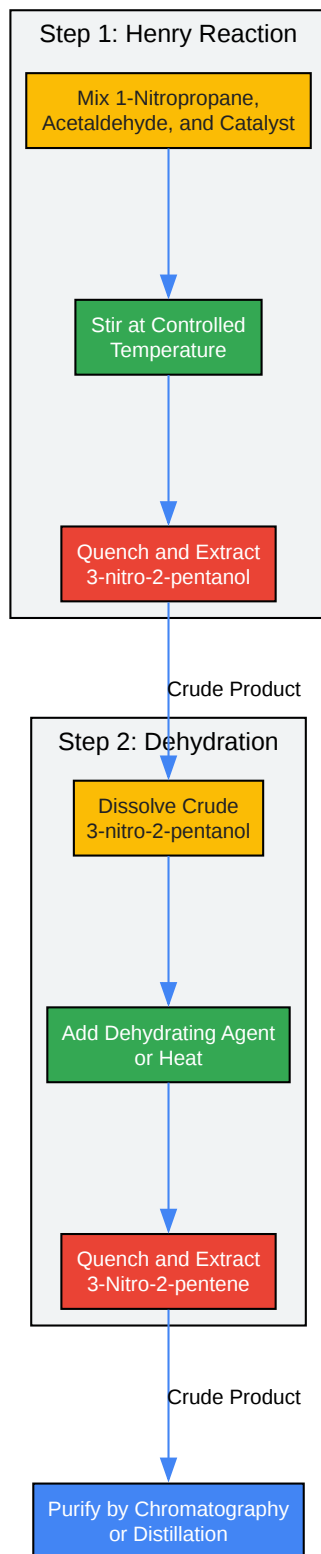 Step 1: Henry Reaction
Mix 1-Nitropropane,
Acetaldehyde, and Catalyst
Stir at Controlled
Temperature
Quench and Extract
3-nitro-2-pentanol
Crude Product
Step 2: Dehydration
Dissolve Crude
3-nitro-2-pentanol
Add Dehydrating Agent
or Heat
Quench and Extract
3-Nitro-2-pentene
Crude Product
Purify by Chromatography
or Distillation